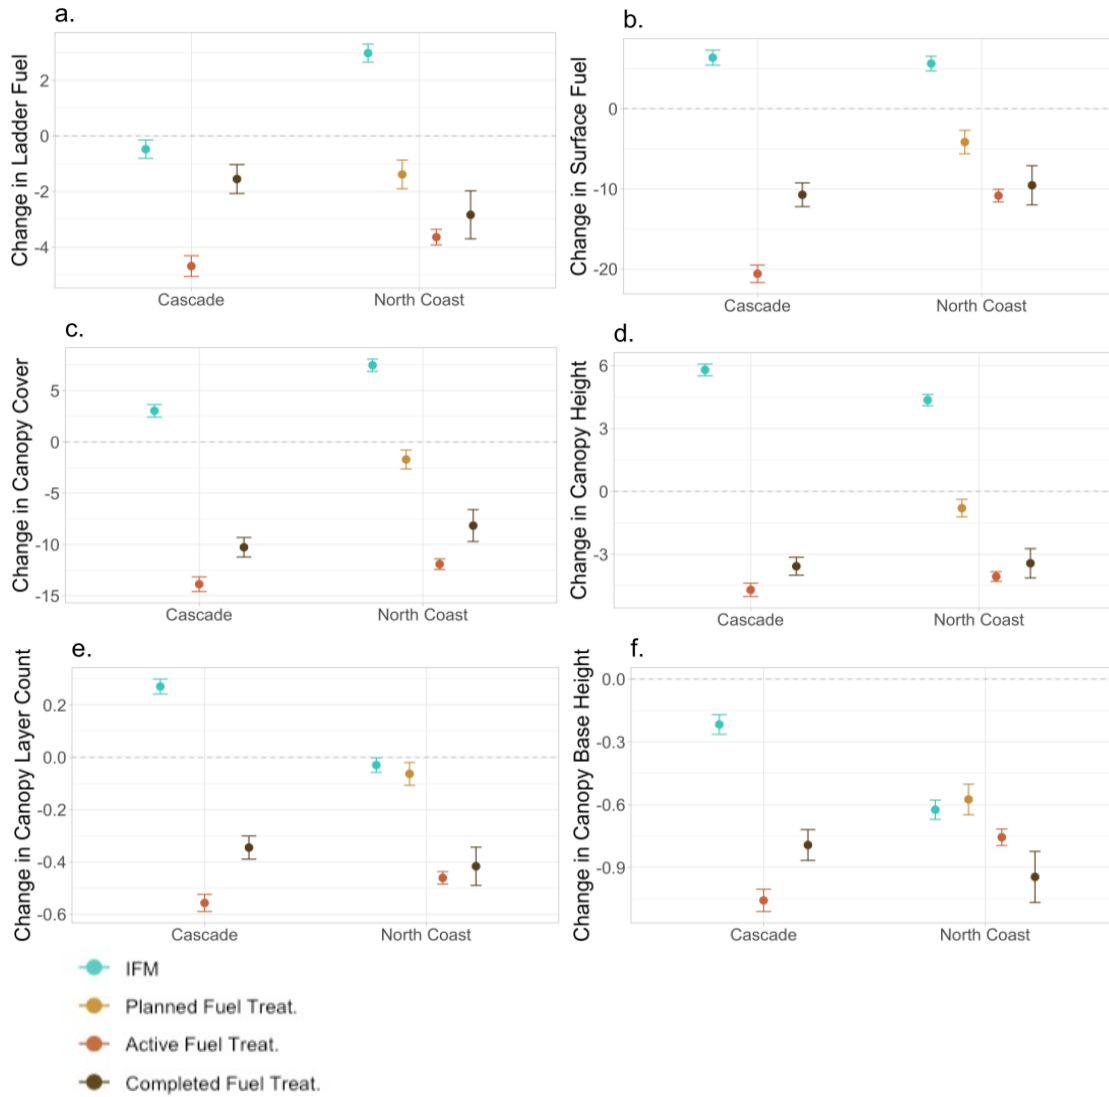 a.
Change in Ladder Fuel
2
0
-2
-4
Cascade
North Coast
b.
Change in Surface Fuel
0
-10
-20
Cascade
North Coast
c.
Change in Canopy Cover
5
0
-5
-10
-15
Cascade
North Coast
d.
Change in Canopy Height
6
3
0
-3
Cascade
North Coast
e.
Change in Canopy Layer Count
0.2
0.0
-0.2
-0.4
-0.6
Cascade
North Coast
f.
Change in Canopy Base Height
0.0
-0.3
-0.6
-0.9
Cascade
North Coast
IFM
Planned Fuel Treat.
Active Fuel Treat.
Completed Fuel Treat.